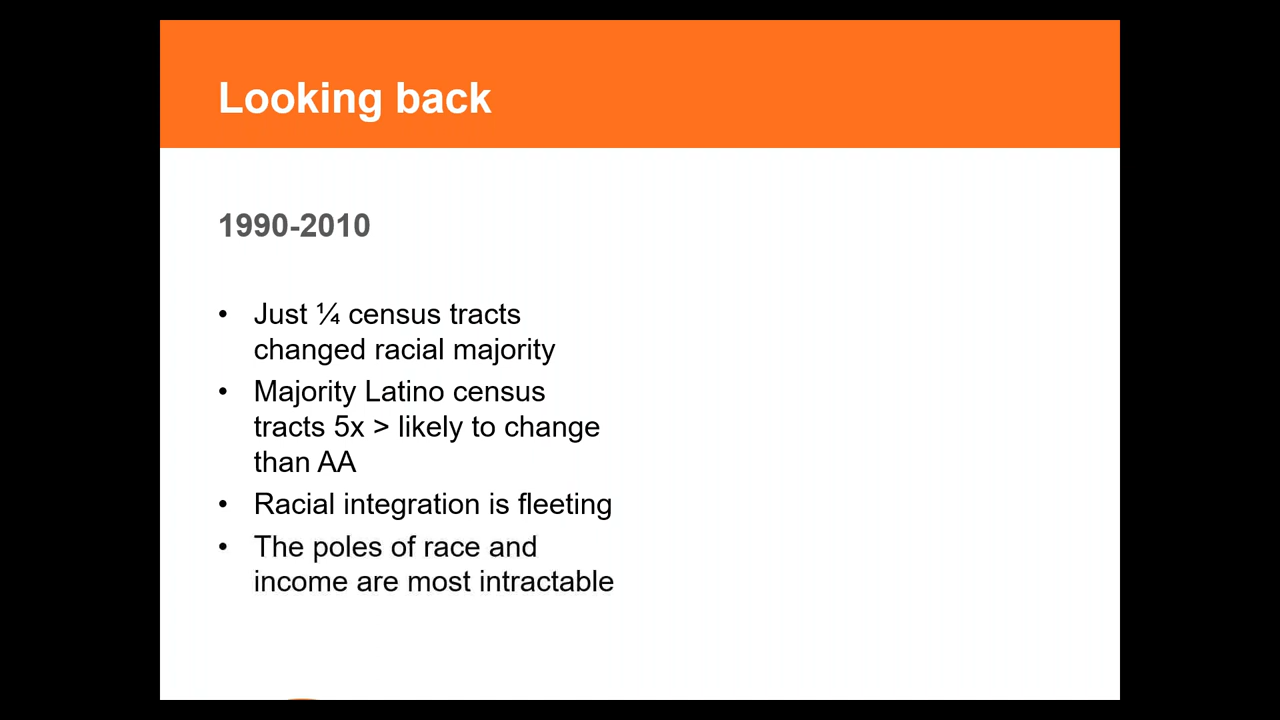 Looking back
1990-2010
• Just ¼ census tracts
changed racial majority
• Majority Latino census
tracts 5x > likely to change
than AA
• Racial integration is fleeting
• The poles of race and
income are most intractable